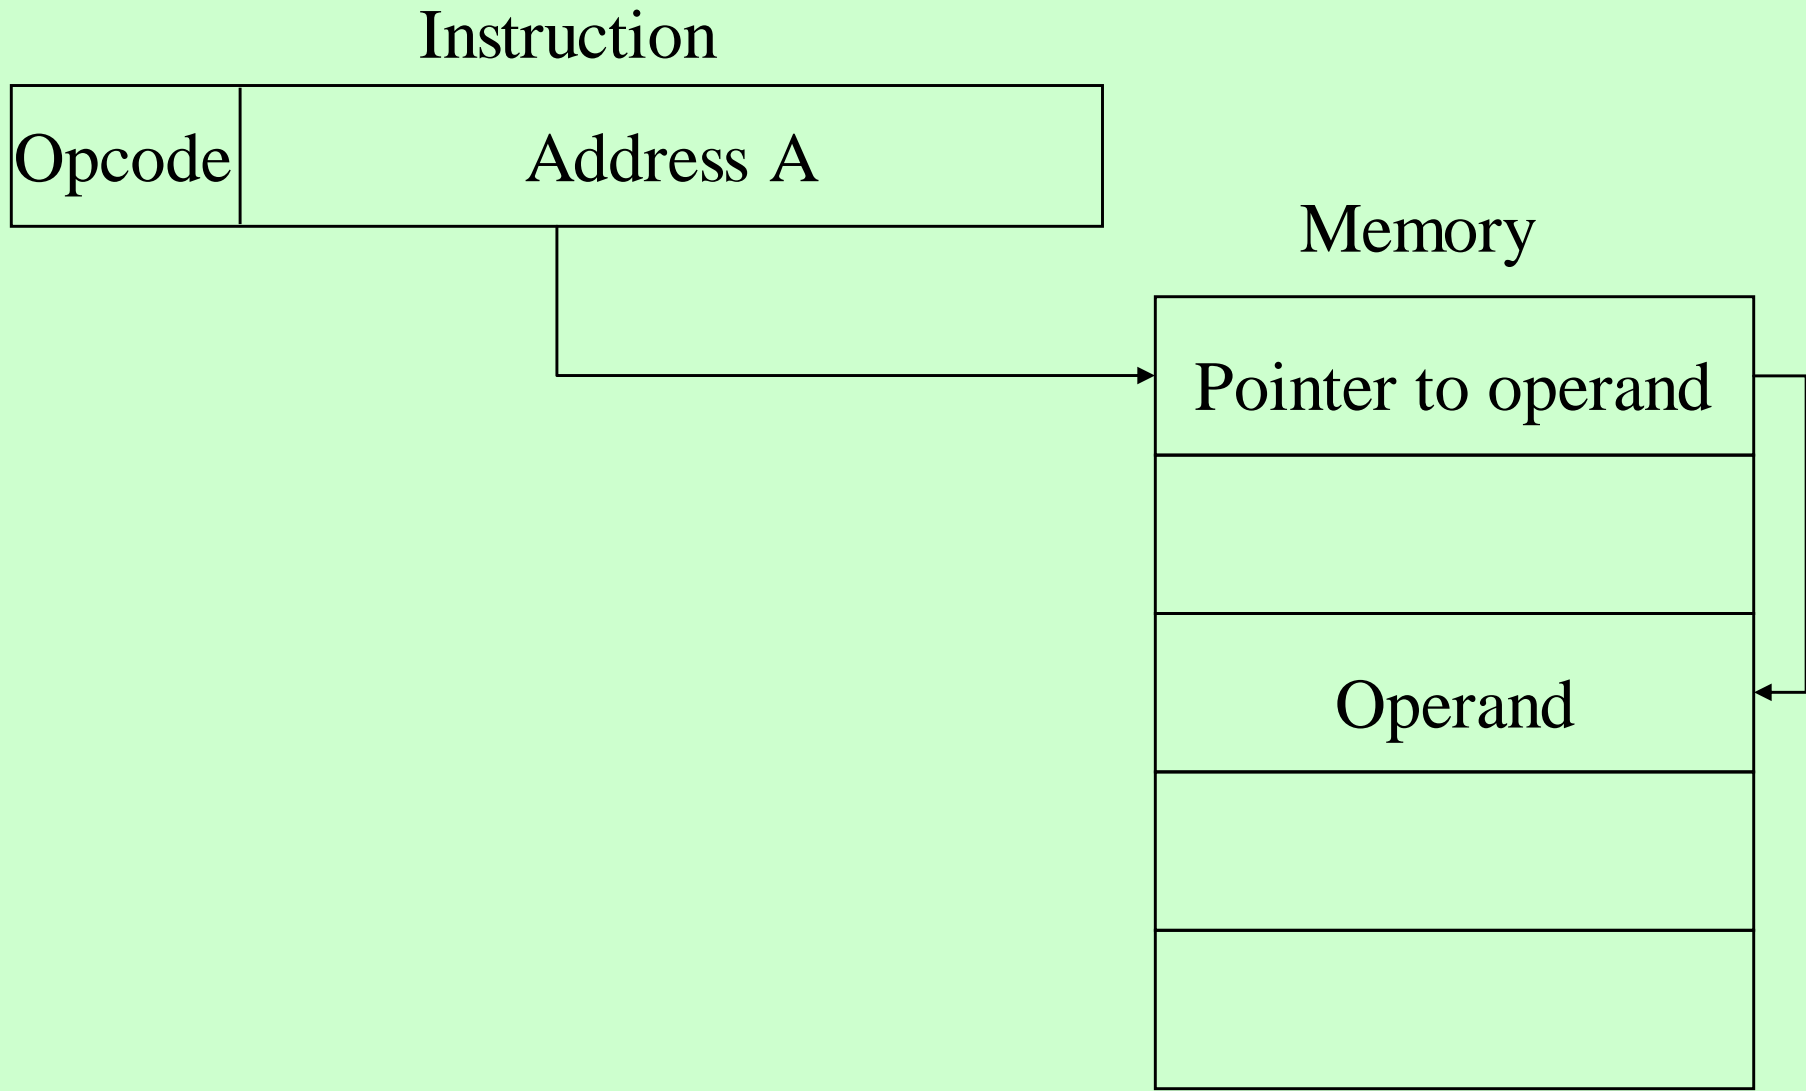 Instruction
Opcode
Address A
Memory
Pointer to operand
Operand